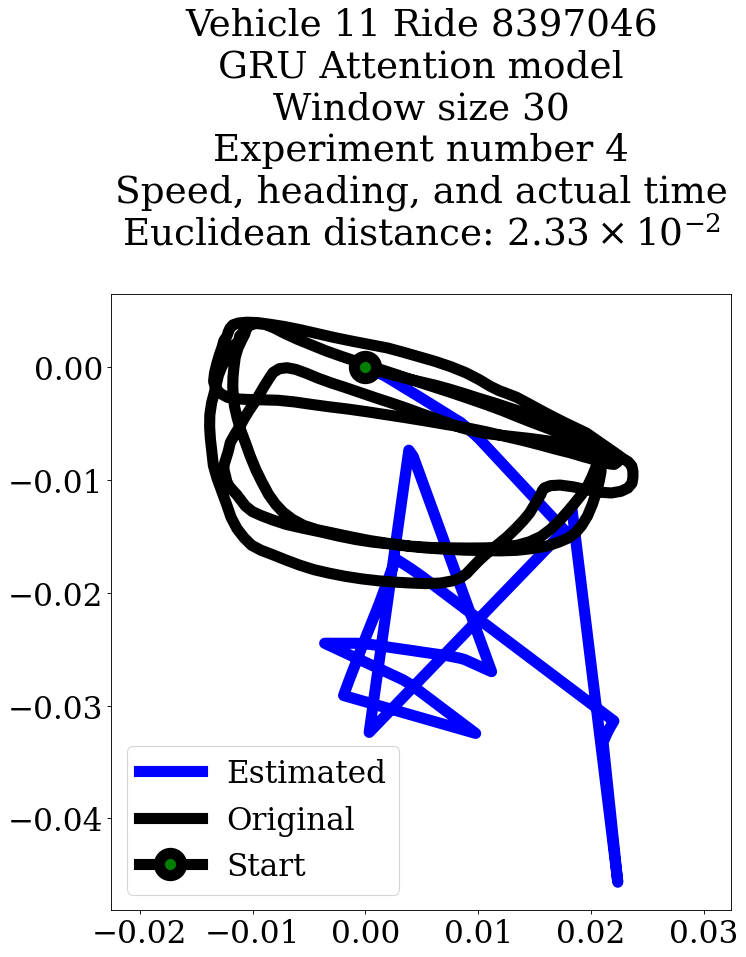 Vehicle 11 Ride 8397046
GRU Attention model
Window size 30
Experiment number 4
Speed, heading, and actual time
Euclidean distance: 2.33 × 10⁻²
0.00
−0.01
−0.02
−0.03
−0.04
Estimated
Original
Start
−0.02 −0.01 0.00 0.01 0.02 0.03